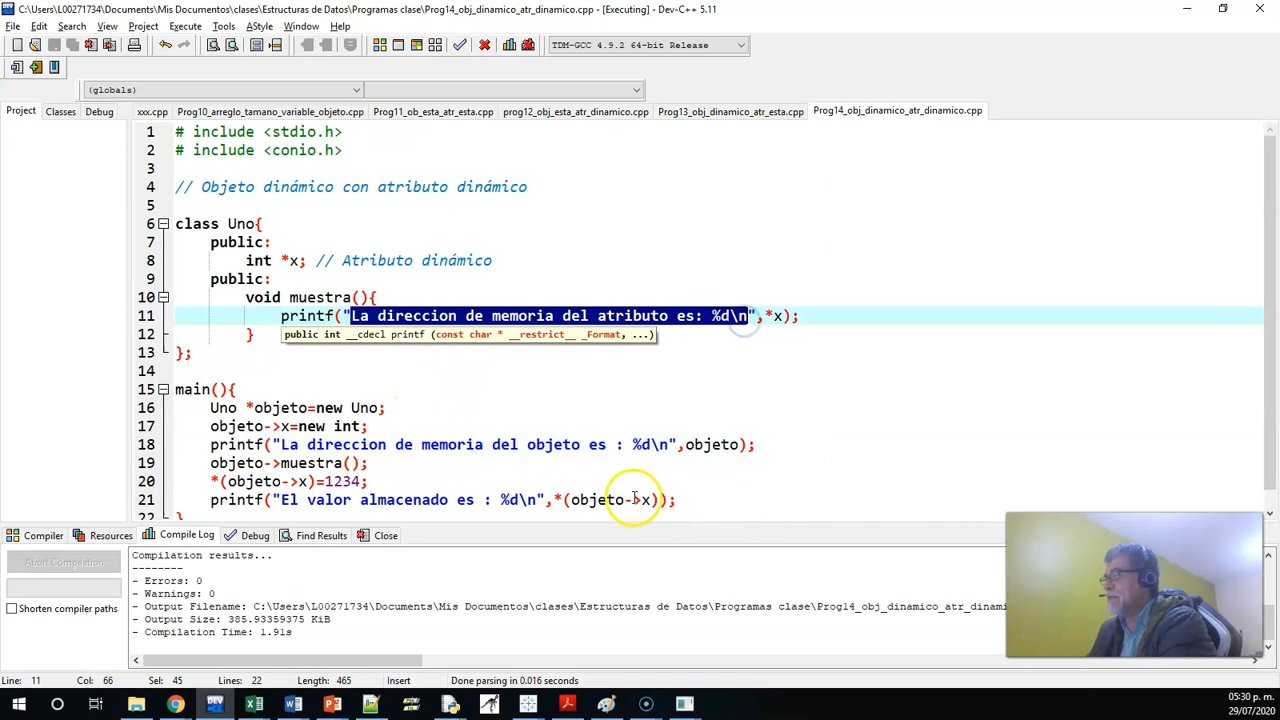 C:\Users\L00271734\Documents\Mis Documentos\clases\Estructuras de Datos\Programas clase\Prog14_obj_dinamico_atr_dinamico.cpp - [Executing] - Dev-C++ 5.11
File Edit Search View Project Execute Tools AStyle Window Help
TDM-GCC 4.9.2 64-bit Release
(globals)
Project Classes Debug xxx.cpp Prog10_arreglo_tamano_variable_objeto.cpp Prog11_ob_esta_atr_esta.cpp prog12_obj_esta_atr_dinamico.cpp Prog13_obj_dinamico_atr_esta.cpp Prog14_obj_dinamico_atr_dinamico.cpp
1 # include <stdio.h>
2 # include <conio.h>
3
4 // Objeto dinámico con atributo dinámico
5
6 class Uno{
7 public:
8 int *x; // Atributo dinámico
9 public:
10 void muestra(){
11 printf("La direccion de memoria del atributo es: %d\n",*x);
12 }
public int __cdecl printf (const char * __restrict__ _Format, ...)
13 };
14
15 main(){
16 Uno *objeto=new Uno;
17 objeto->x=new int;
18 printf("La direccion de memoria del objeto es : %d\n",objeto);
19 objeto->muestra();
20 *(objeto->x)=1234;
21 printf("El valor almacenado es : %d\n",*(objeto->x));
22 }
Compiler Resources Compile Log Debug Find Results Close
Abort Compilation
Shorten compiler paths
Compilation results...
--------
- Errors: 0
- Warnings: 0
- Output Filename: C:\Users\L00271734\Documents\Mis Documentos\clases\Estructuras de Datos\Programas clase\Prog14_obj_dinamico_atr_dinami
- Output Size: 385.93359375 KiB
- Compilation Time: 1.91s
Line: 11 Col: 66 Sel: 45 Lines: 22 Length: 465 Insert Done parsing in 0.016 seconds
DEV
05:30 p. m.
29/07/2020